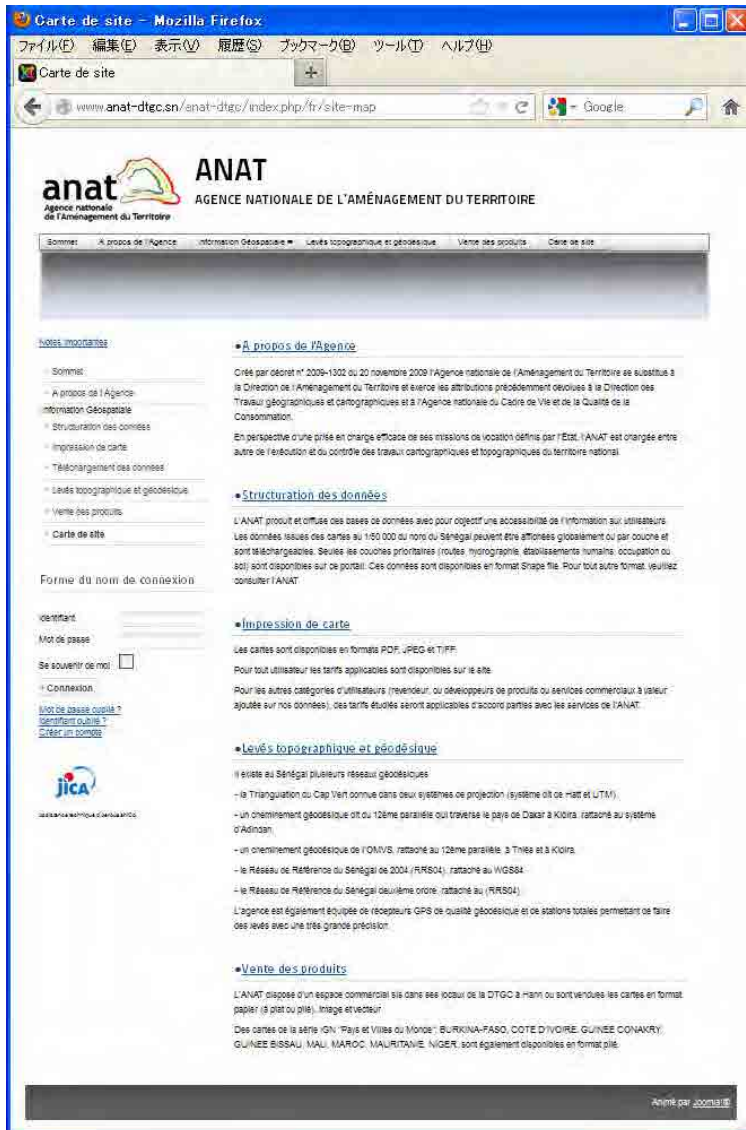 Carte de site - Mozilla Firefox
ファイル(F) 編集(E) 表示(V) 履歴(S) ブックマーク(B) ツール(T) ヘルプ(H)
Carte de site
www.anat-dtgc.sn/anat-dtgc/index.php/fr/site-map
Google
anat
Agence nationale
de l'Aménagement du Territoire
ANAT
AGENCE NATIONALE DE L'AMÉNAGEMENT DU TERRITOIRE
Sommet A propos de l'Agence Information Géospatiale Levés topographique et géodésique Vente des produits Carte de site
Notes importantes
Sommet
A propos de l'Agence
Information Géospatiale
Structuration des données
Impression de carte
Téléchargement des données
Levés topographique et géodésique
Vente des produits
Carte de site
Forme du nom de connexion
Identifiant
Mot de passe
Se souvenir de moi
Connexion
Mot de passe oublié ?
Identifiant oublié ?
Créer un compte
jica
•A propos de l'Agence
Créé par décret n° 2009-1302 du 20 novembre 2009 l'Agence nationale de l'Aménagement du Territoire se substitue à
la Direction de l'Aménagement du Territoire et exerce les attributions précédemment dévolues à la Direction des
Travaux géographiques et cartographiques et à l'Agence nationale du Cadre de Vie et de la Qualité de la
Consommation.
En perspective d'une prise en charge efficace de ses missions de vocation définis par l'État, l'ANAT est chargée entre
autre de l'exécution et du contrôle des travaux cartographiques et topographiques du territoire national.
•Structuration des données
L'ANAT produit et diffuse des bases de données avec pour objectif une accessibilité de l'information aux utilisateurs.
Les données issues des cartes au 1/50 000 du nord du Sénégal peuvent être affichées globalement ou par couche et
sont téléchargeables. Seules les couches prioritaires (routes, hydrographie, établissements humains, occupation du
sol) sont disponibles sur ce portail. Ces données sont disponibles en format Shape file. Pour tout autre format, veuillez
consulter l'ANAT
•Impression de carte
Les cartes sont disponibles en formats PDF, JPEG et TIFF.
Pour tout utilisateur les tarifs applicables sont disponibles sur le site.
Pour les autres catégories d'utilisateurs (revendeur, ou développeurs de produits ou services commerciaux à valeur
ajoutée sur nos données), des tarifs étudiés seront applicables d'accord parties avec les services de l'ANAT.
•Levés topographique et géodésique
Il existe au Sénégal plusieurs réseaux géodésiques
- la Triangulation du Cap Vert connue dans deux systèmes de projection (système dit de Hatt et UTM).
- un cheminement géodésique dit du 12ème parallèle qui traverse le pays de Dakar à Kidira, rattaché au système
d'Adindan.
- un cheminement géodésique de l'OMVS, rattaché au 12ème parallèle, à Thiès et à Kidira.
- le Réseau de Référence du Sénégal de 2004 (RRS04), rattaché au WGS84
- le Réseau de Référence du Sénégal deuxième ordre, rattaché au (RRS04)
L'agence est également équipée de récepteurs GPS de qualité géodésique et de stations totales permettant de faire
des levés avec une très grande précision.
•Vente des produits
L'ANAT dispose d'un espace commercial sis dans ses locaux de la DTGC à Hann ou sont vendues les cartes en format
papier (à plat ou plié), image et vecteur
Des cartes de la série IGN "Pays et Villes du Monde": BURKINA-FASO, COTE D'IVOIRE, GUINEE CONAKRY,
GUINEE BISSAU, MALI, MAROC, MAURITANIE, NIGER, sont également disponibles en format plié.
Animé par Joomla!®